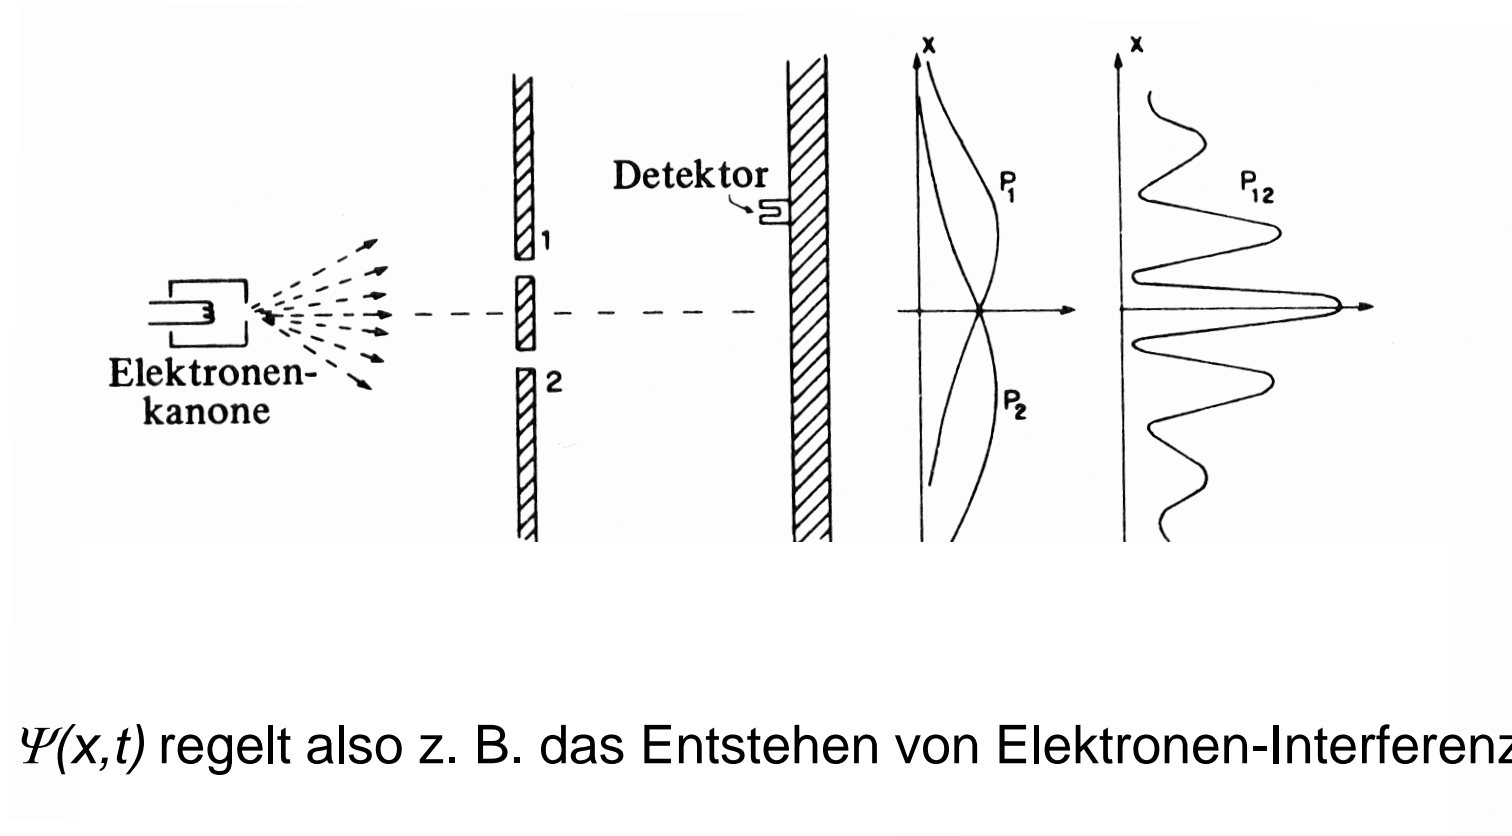 x
x
Detektor
P1
P12
1
Elektronen-
kanone
2
P2
Ψ(x,t) regelt also z. B. das Entstehen von Elektronen-Interferenz